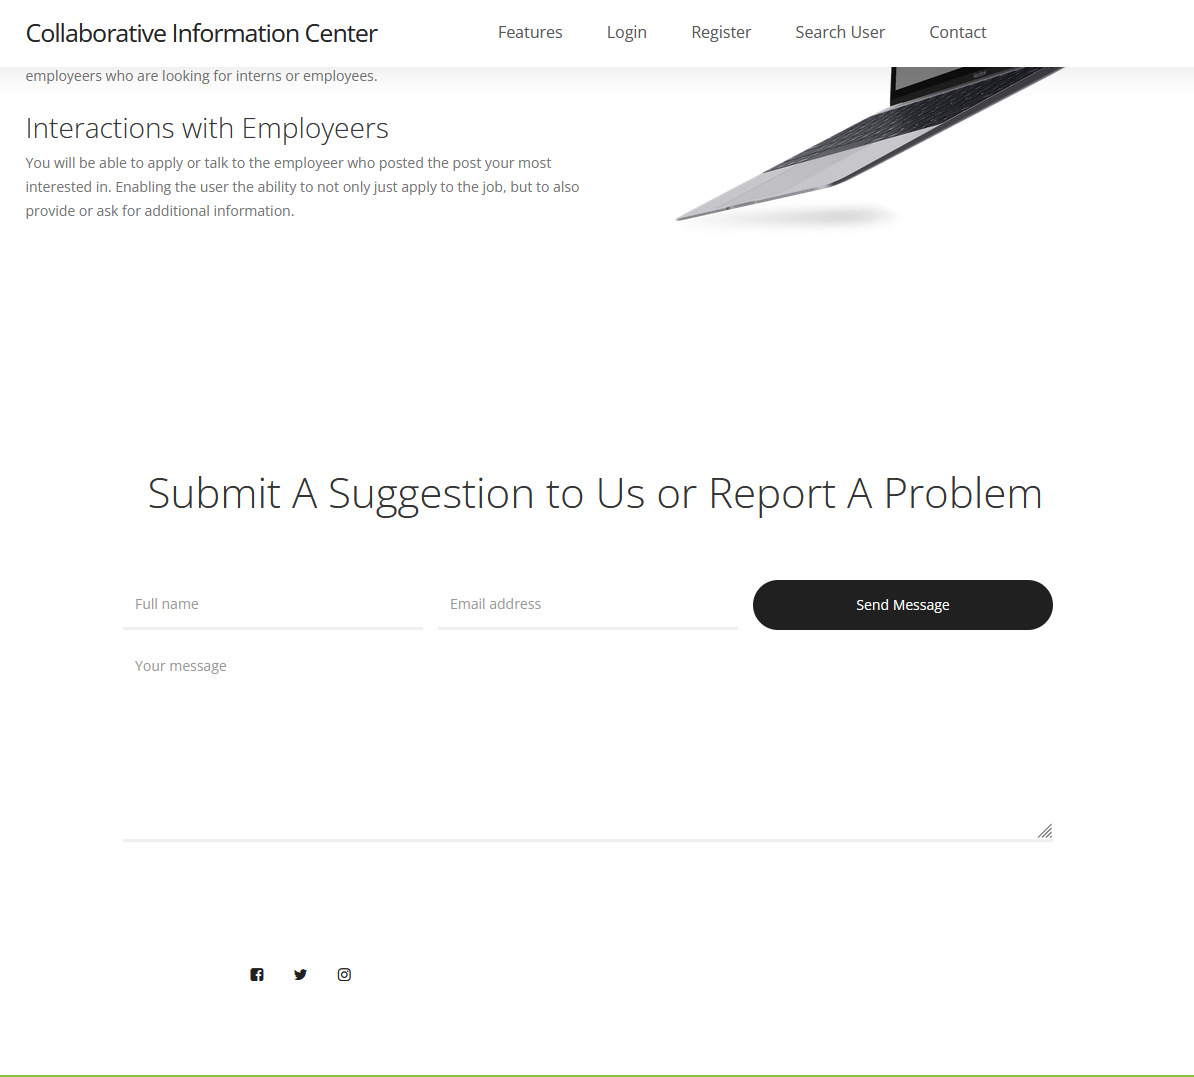 Collaborative Information Center
Features Login Register Search User Contact
employeers who are looking for interns or employees.
Interactions with Employeers
You will be able to apply or talk to the employeer who posted the post your most
interested in. Enabling the user the ability to not only just apply to the job, but to also
provide or ask for additional information.
Submit A Suggestion to Us or Report A Problem
Full name
Email address
Send Message
Your message